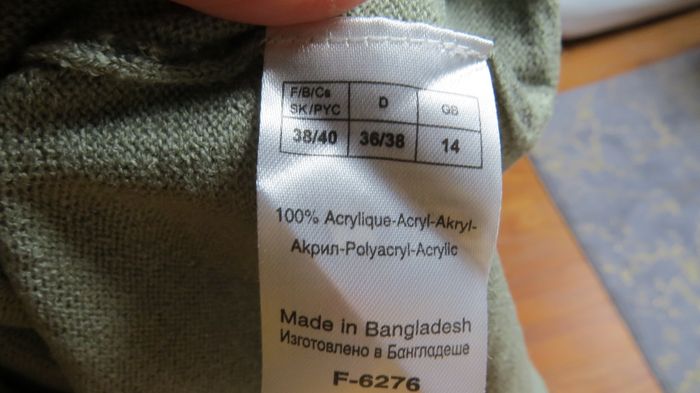 F/B/Cs D GB
SK/PYC
38/40 36/38 14
100% Acrylique-Acryl-Akryl-
Акрил-Polyacryl-Acrylic
Made in Bangladesh
Изготовлено в Бангладеше
F-6276